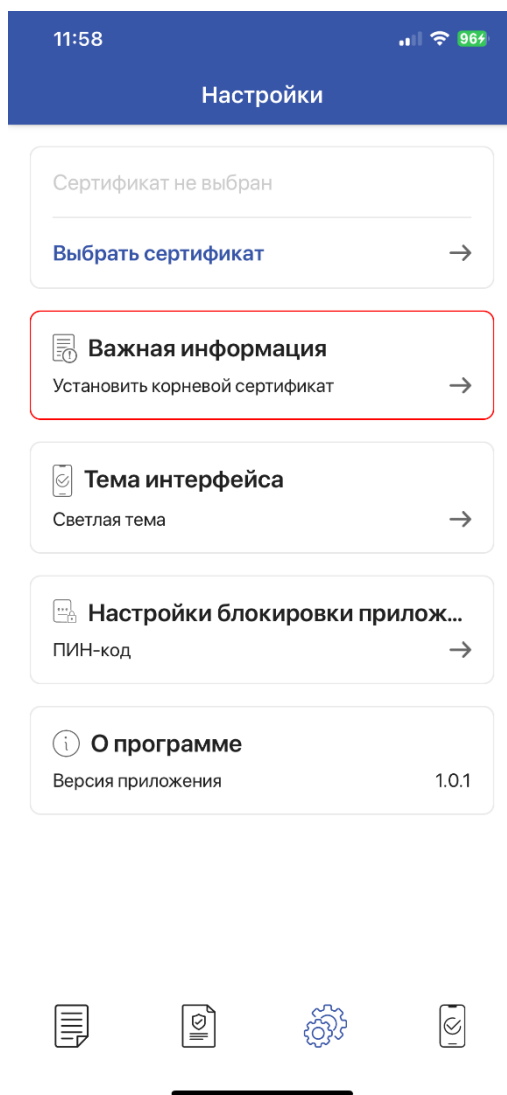 11:58
96
Настройки
Сертификат не выбран
Выбрать сертификат
Важная информация
Установить корневой сертификат
Тема интерфейса
Светлая тема
Настройки блокировки прилож...
ПИН-код
О программе
Версия приложения 1.0.1